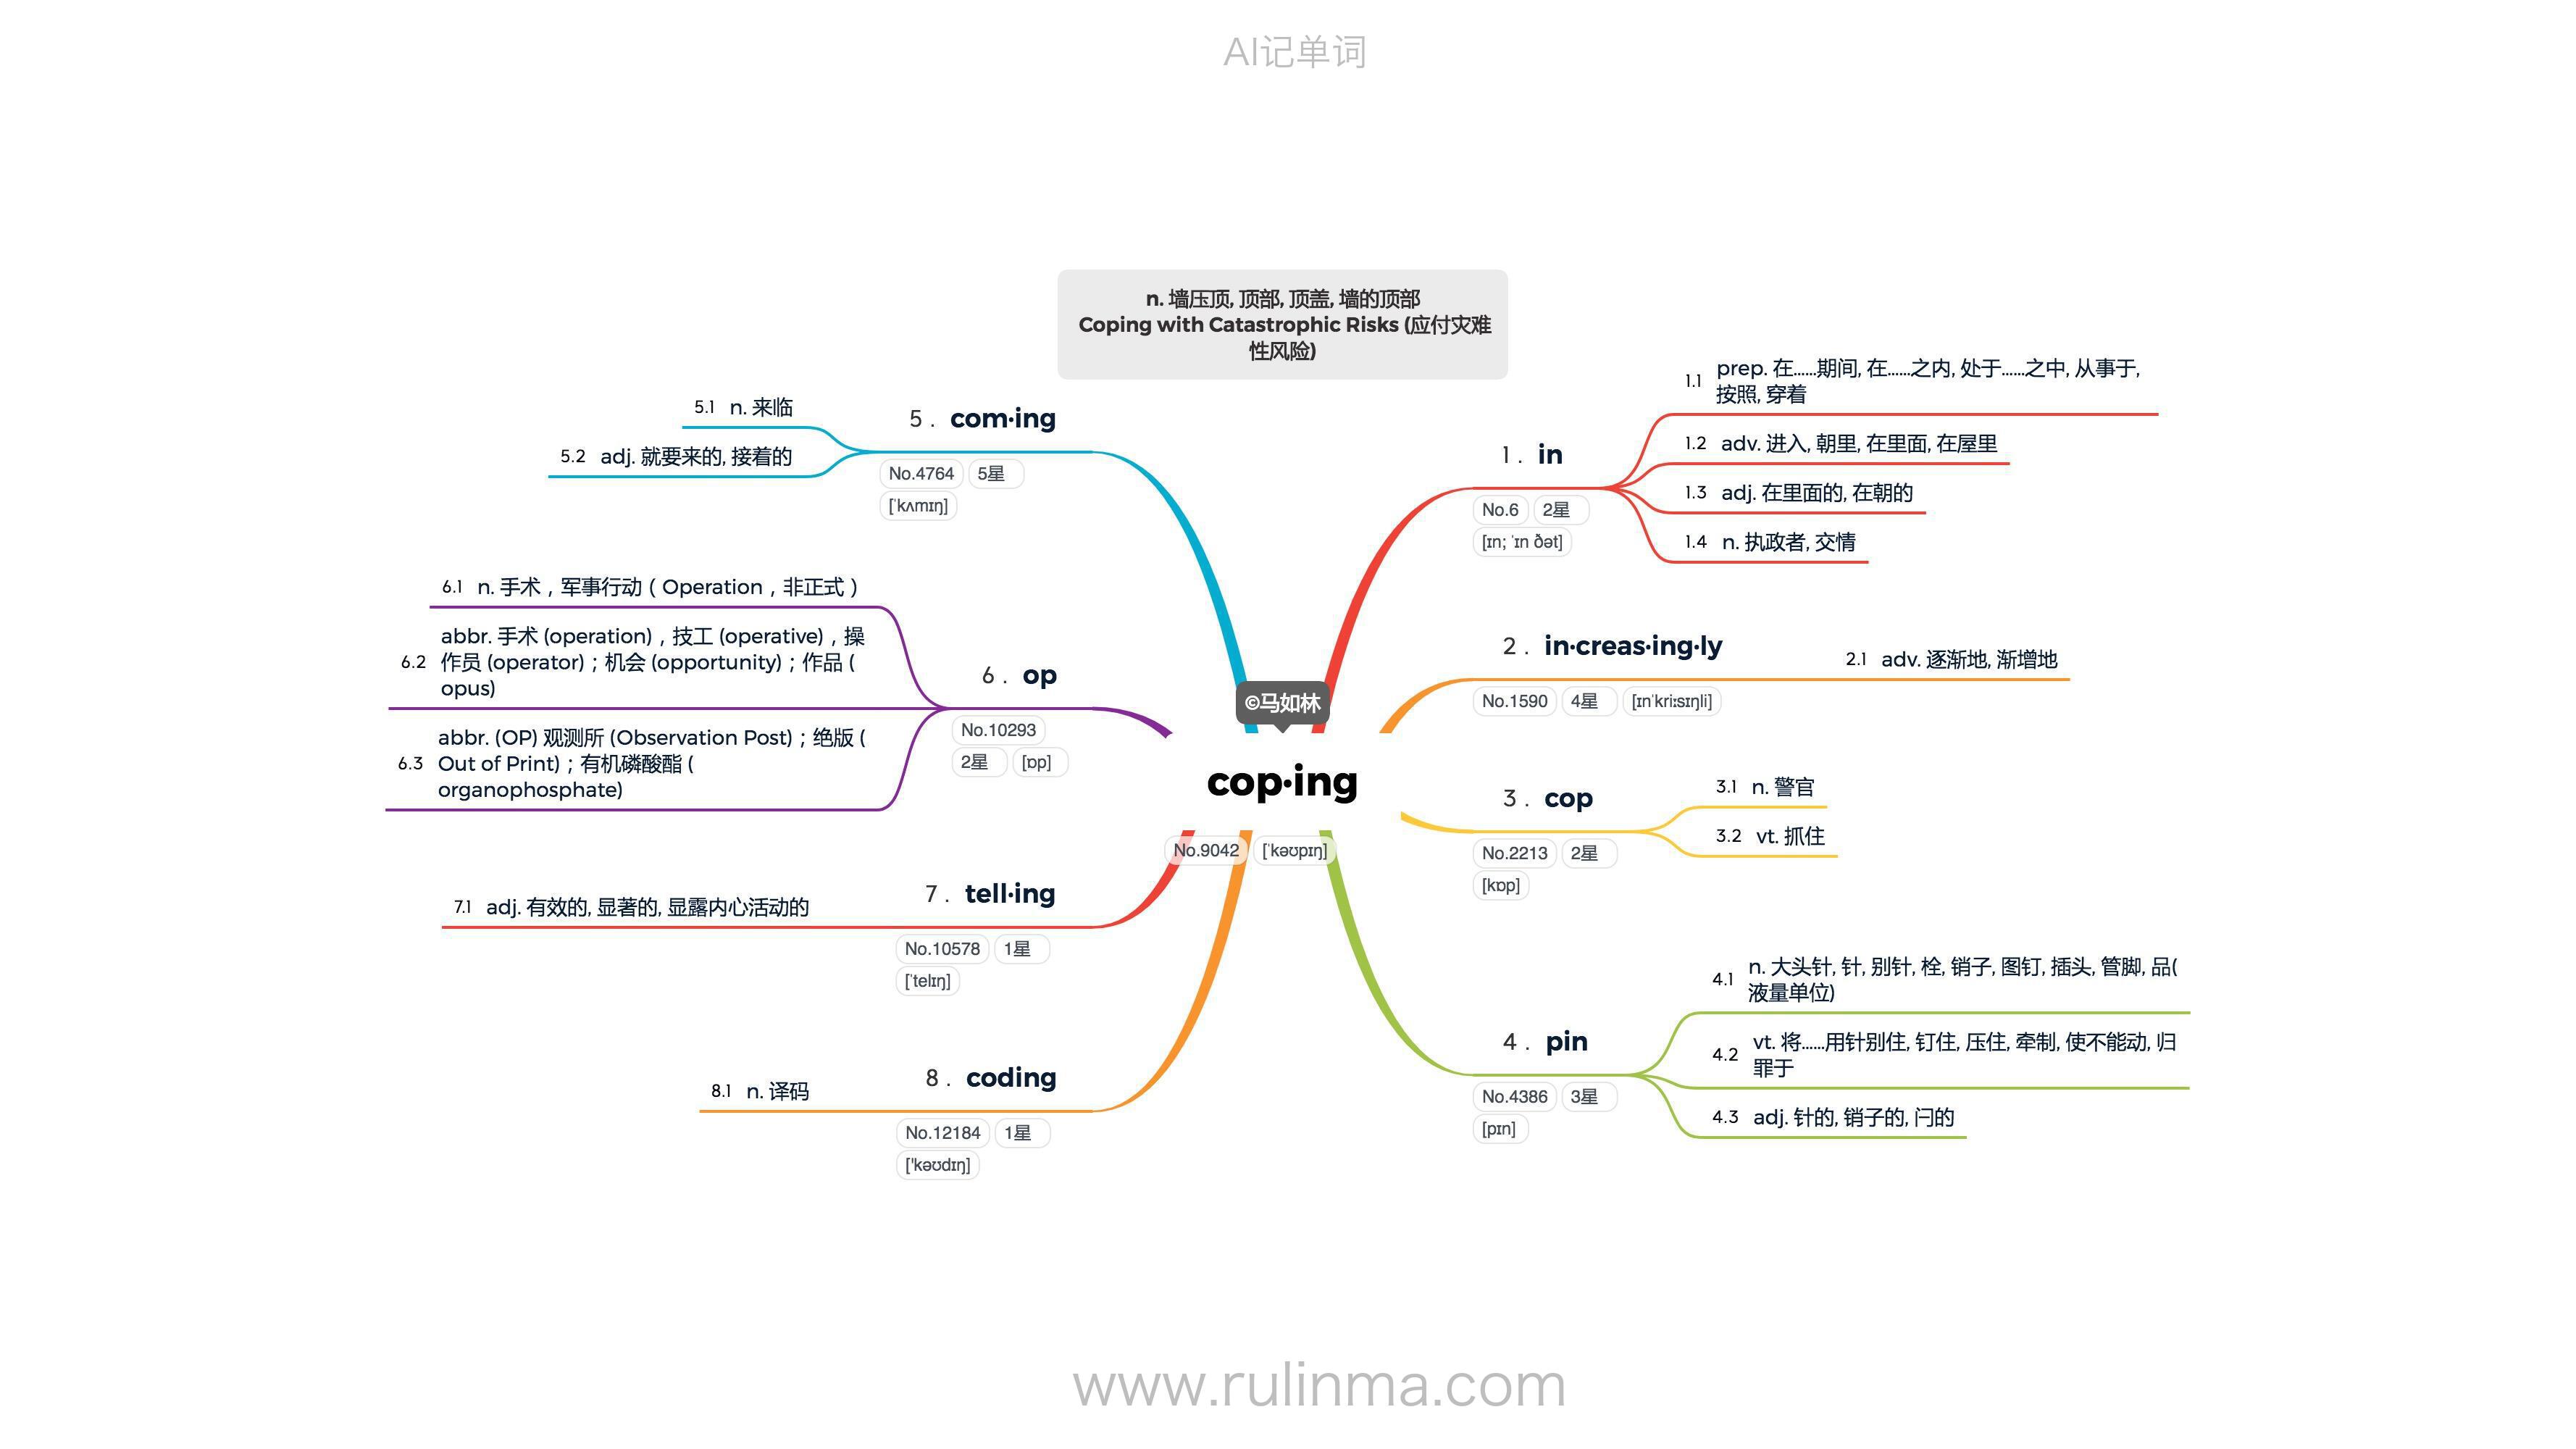 AI记单词
n. 墙压顶, 顶部, 顶盖, 墙的顶部
Coping with Catastrophic Risks (应付灾难
性风险)
©马如林
cop·ing
No.9042 [ˈkəʊpɪŋ]
1 . in
No.6 2星
[ɪn; ˈɪn ðət]
1.1 prep. 在……期间, 在……之内, 处于……之中, 从事于,
按照, 穿着
1.2 adv. 进入, 朝里, 在里面, 在屋里
1.3 adj. 在里面的, 在朝的
1.4 n. 执政者, 交情
2 . in·creas·ing·ly
No.1590 4星 [ɪnˈkriːsɪŋli]
2.1 adv. 逐渐地, 渐增地
3 . cop
No.2213 2星
[kɒp]
3.1 n. 警官
3.2 vt. 抓住
4 . pin
No.4386 3星
[pɪn]
4.1 n. 大头针, 针, 别针, 栓, 销子, 图钉, 插头, 管脚, 品(
液量单位)
4.2 vt. 将……用针别住, 钉住, 压住, 牵制, 使不能动, 归
罪于
4.3 adj. 针的, 销子的, 闩的
5 . com·ing
No.4764 5星
[ˈkʌmɪŋ]
5.1 n. 来临
5.2 adj. 就要来的, 接着的
6 . op
No.10293
2星 [ɒp]
6.1 n. 手术，军事行动（Operation，非正式）
6.2 abbr. 手术 (operation)，技工 (operative)，操
作员 (operator)；机会 (opportunity)；作品 (
opus)
6.3 abbr. (OP) 观测所 (Observation Post)；绝版 (
Out of Print)；有机磷酸酯 (
organophosphate)
7 . tell·ing
No.10578 1星
[ˈtelɪŋ]
7.1 adj. 有效的, 显著的, 显露内心活动的
8 . coding
No.12184 1星
['kəʊdɪŋ]
8.1 n. 译码
www.rulinma.com